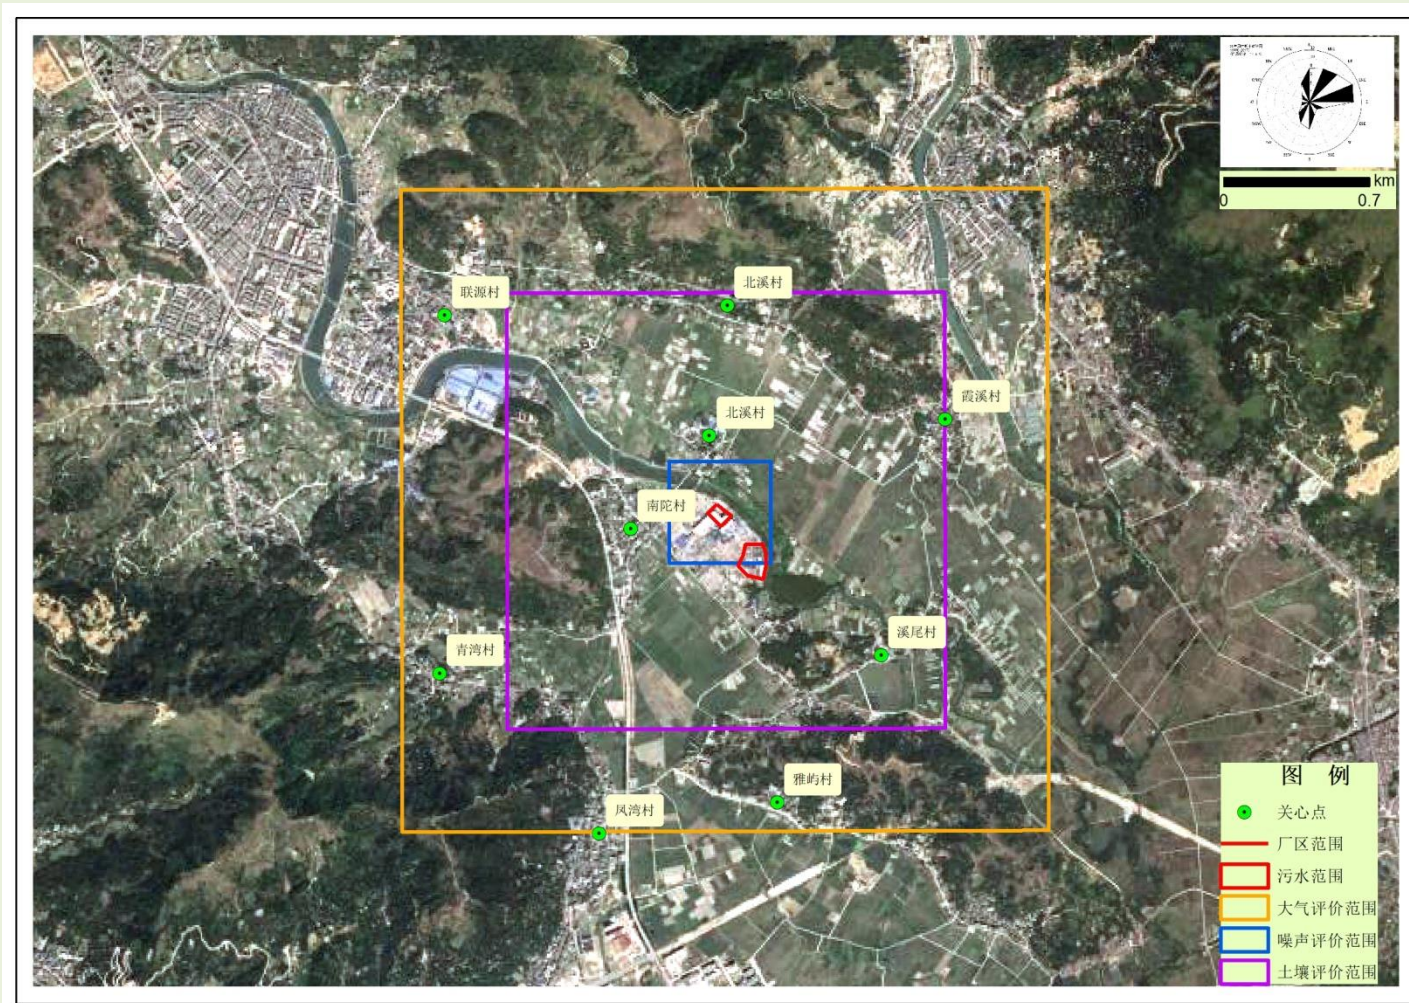 km
0 0.7
联源村
北溪村
霞溪村
北溪村
南陀村
溪尾村
青湾村
雅屿村
凤湾村
图 例
关心点
厂区范围
污水范围
大气评价范围
噪声评价范围
土壤评价范围